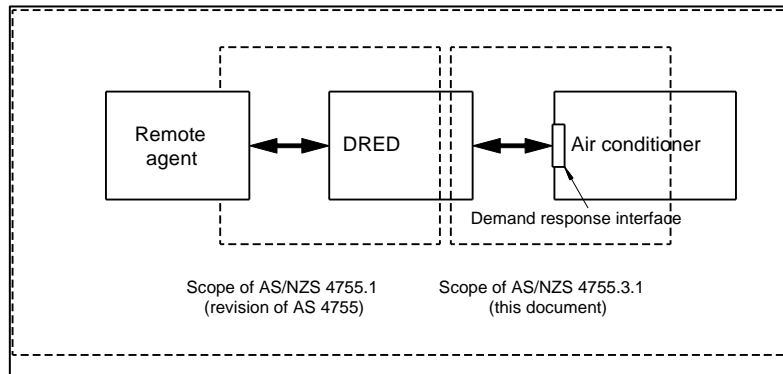 Remote
agent
DRED
Air conditioner
Demand response interface
Scope of AS/NZS 4755.1
(revision of AS 4755)
Scope of AS/NZS 4755.3.1
(this document)